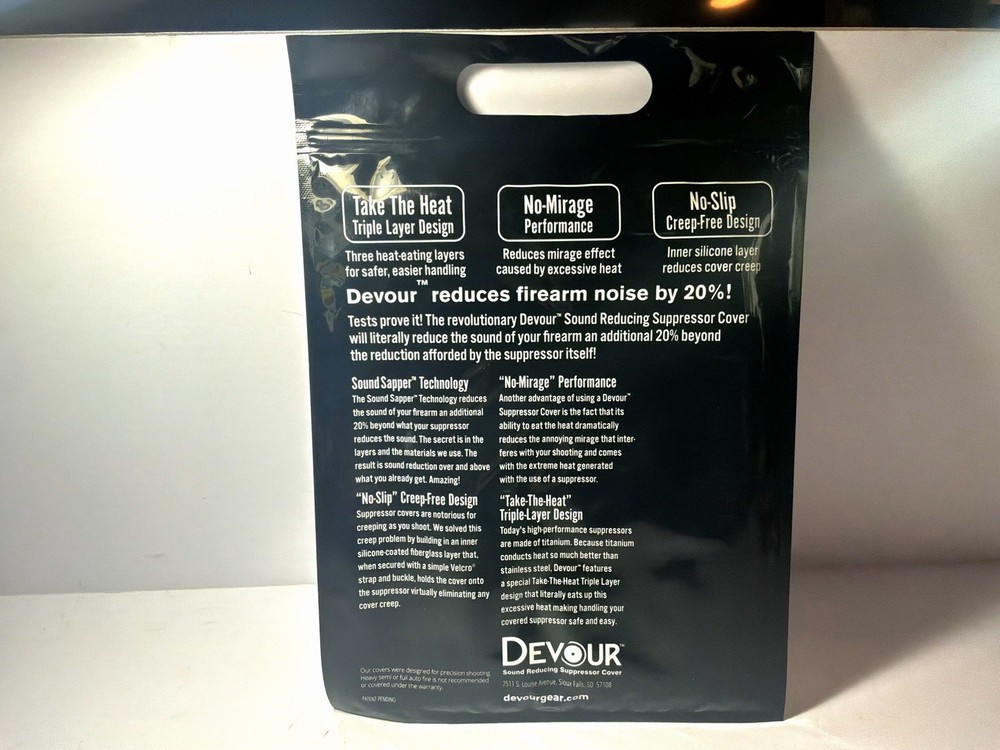 Take The Heat
Triple Layer Design
No-Mirage
Performance
No-Slip
Creep-Free Design
Three heat-eating layers
for safer, easier handling
Reduces mirage effect
caused by excessive heat
Inner silicone layer
reduces cover creep
Devour™ reduces firearm noise by 20%!
Tests prove it! The revolutionary Devour™ Sound Reducing Suppressor Cover
will literally reduce the sound of your firearm an additional 20% beyond
the reduction afforded by the suppressor itself!
Sound Sapper™ Technology
The Sound Sapper™ Technology reduces
the sound of your firearm an additional
20% beyond what your suppressor
reduces the sound. The secret is in the
layers and the materials we use. The
result is sound reduction over and above
what you already get. Amazing!
"No-Slip" Creep-Free Design
Suppressor covers are notorious for
creeping as you shoot. We solved this
creep problem by building in an inner
silicone-coated fiberglass layer that,
when secured with a simple Velcro®
strap and buckle, holds the cover onto
the suppressor virtually eliminating any
cover creep.
"No-Mirage" Performance
Another advantage of using a Devour™
Suppressor Cover is the fact that its
ability to eat the heat dramatically
reduces the annoying mirage that inter-
feres with your shooting and comes
with the extreme heat generated
with the use of a suppressor.
"Take-The-Heat"
Triple-Layer Design
Today's high-performance suppressors
are made of titanium. Because titanium
conducts heat so much better than
stainless steel, Devour™ features
a special Take-The-Heat Triple Layer
design that literally eats up this
excessive heat making handling your
covered suppressor safe and easy.
Our covers were designed for precision shooting.
Heavy semi or full auto fire is not recommended
or covered under the warranty.
PATENT PENDING
DEVOUR™
Sound Reducing Suppressor Cover
7511 S. Louise Avenue, Sioux Falls, SD 57108
devourgear.com